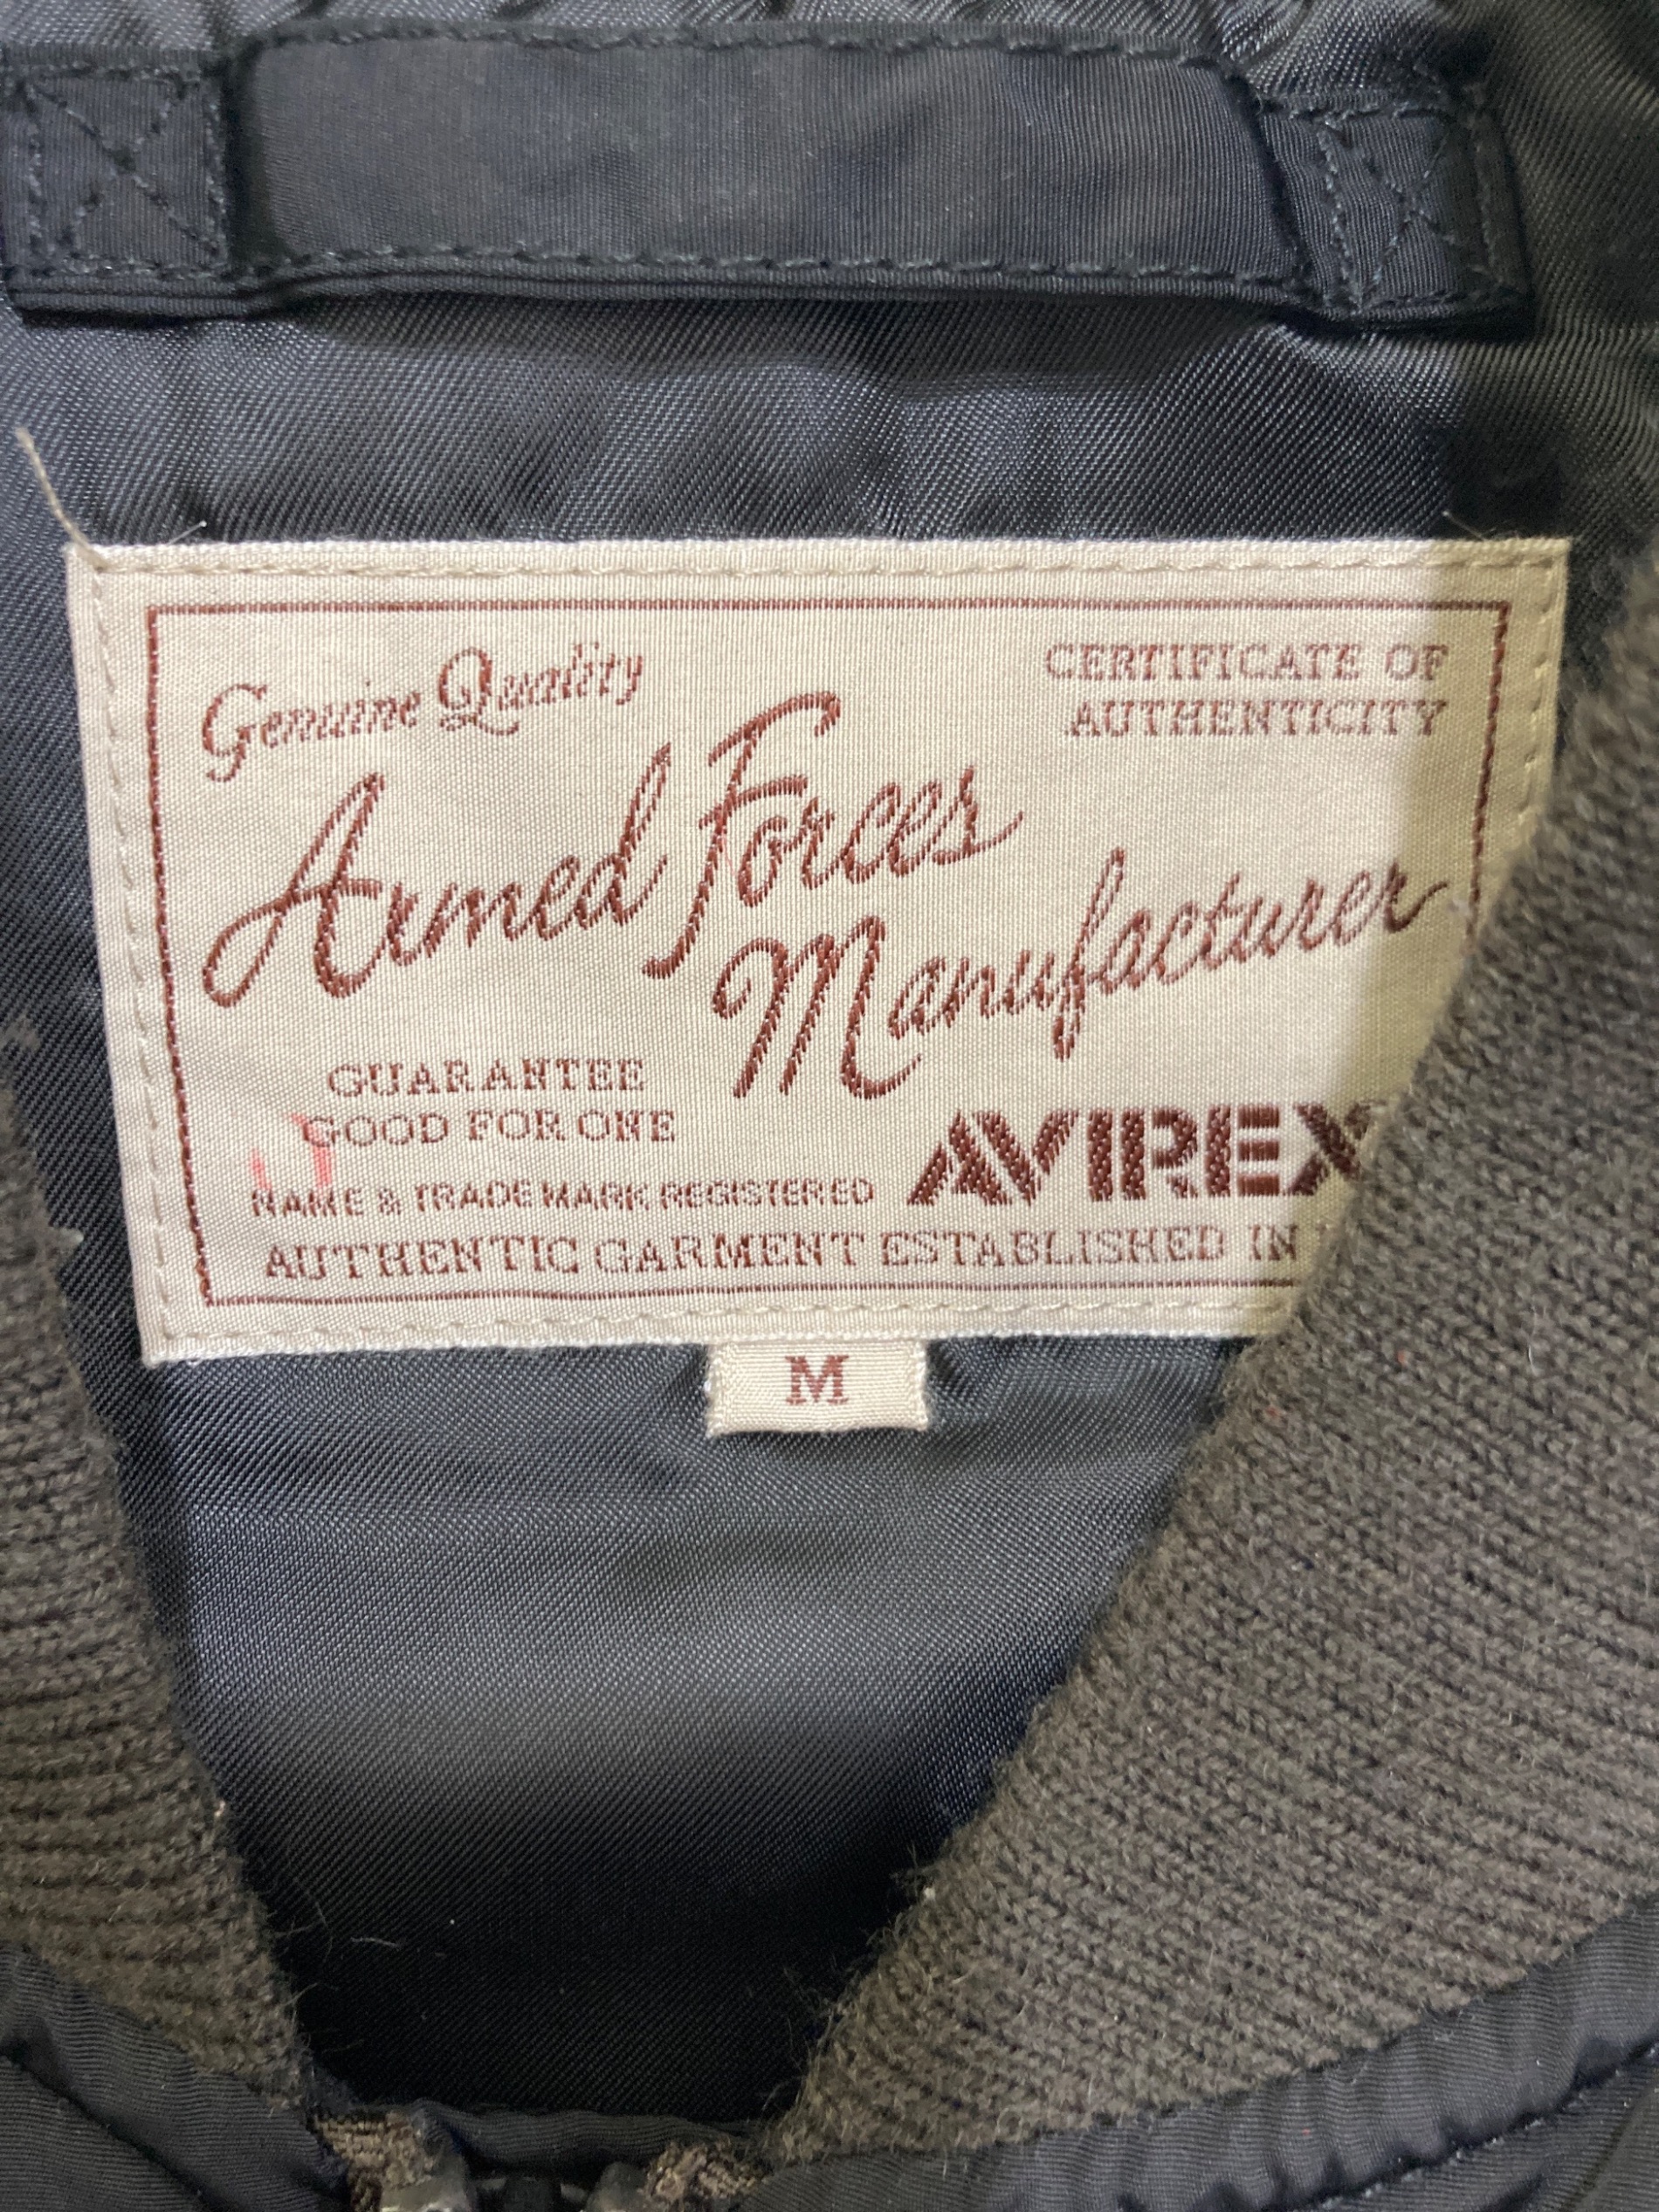 Genuine Quality
CERTIFICATE OF
AUTHENTICITY
Armed Forces
Manufacturer
GUARANTEE
GOOD FOR ONE
AVIREX
NAME & TRADE MARK REGISTERED
AUTHENTIC GARMENT ESTABLISHED IN
M